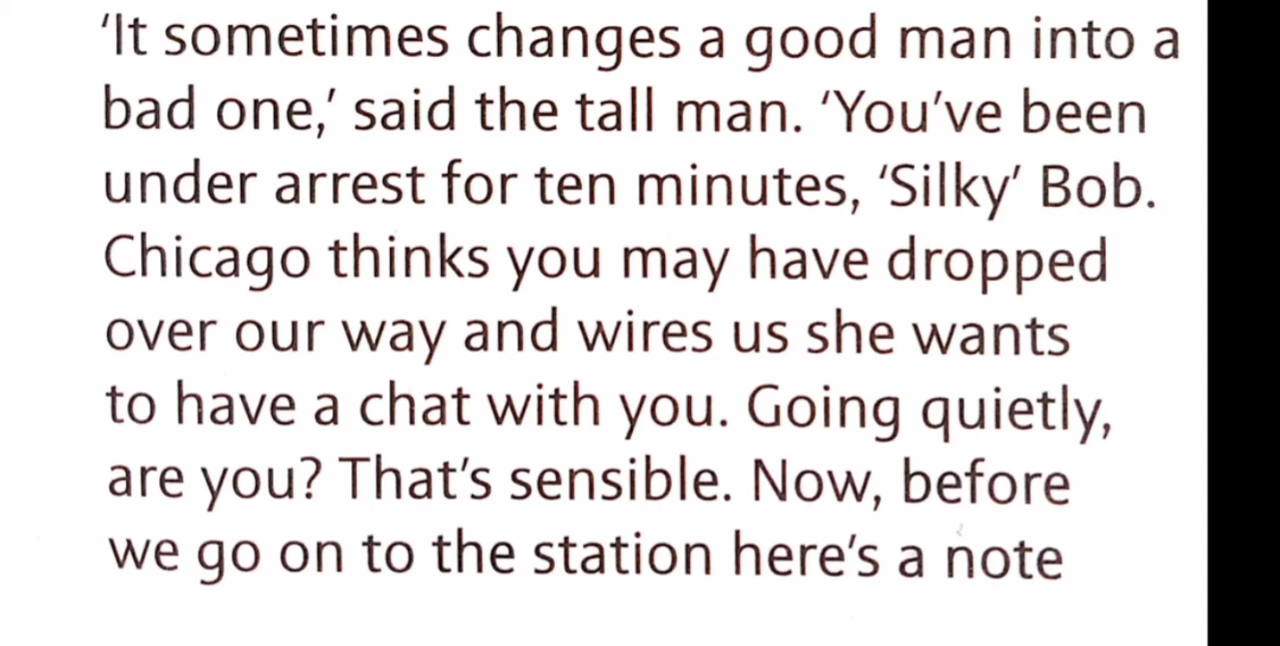 ‘It sometimes changes a good man into a
bad one,’ said the tall man. ‘You’ve been
under arrest for ten minutes, ‘Silky’ Bob.
Chicago thinks you may have dropped
over our way and wires us she wants
to have a chat with you. Going quietly,
are you? That’s sensible. Now, before
we go on to the station here’s a note